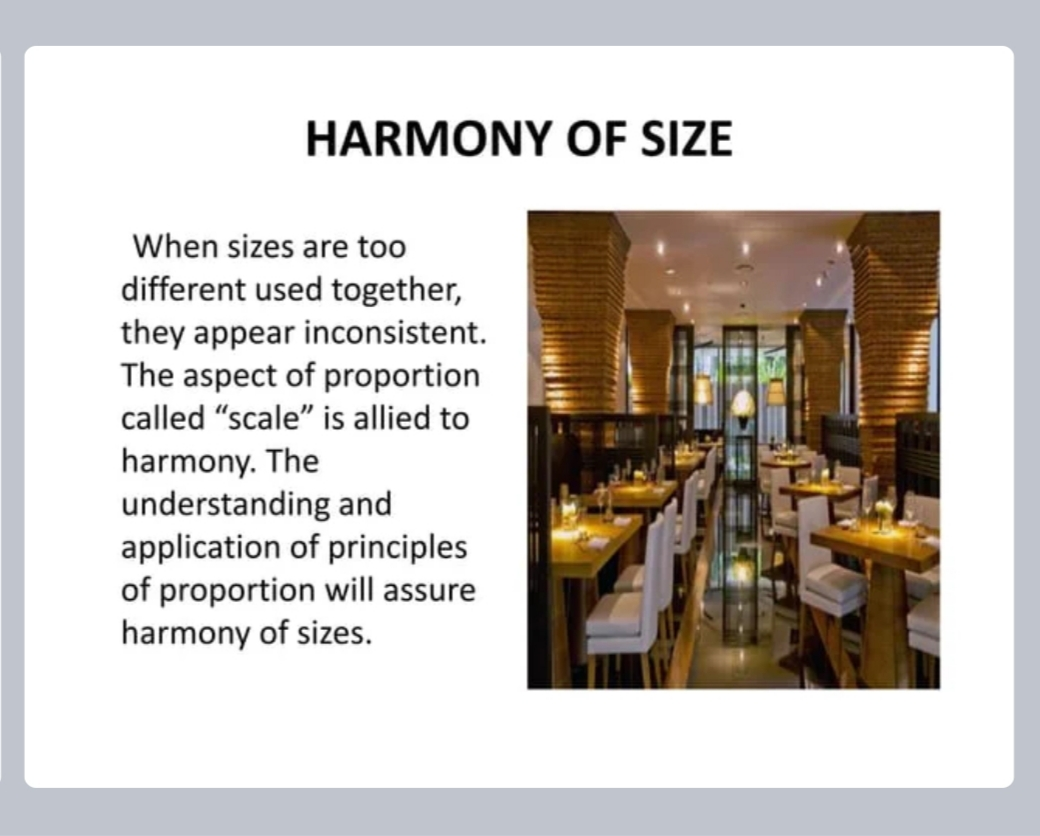 HARMONY OF SIZE
When sizes are too
different used together,
they appear inconsistent.
The aspect of proportion
called “scale” is allied to
harmony. The
understanding and
application of principles
of proportion will assure
harmony of sizes.